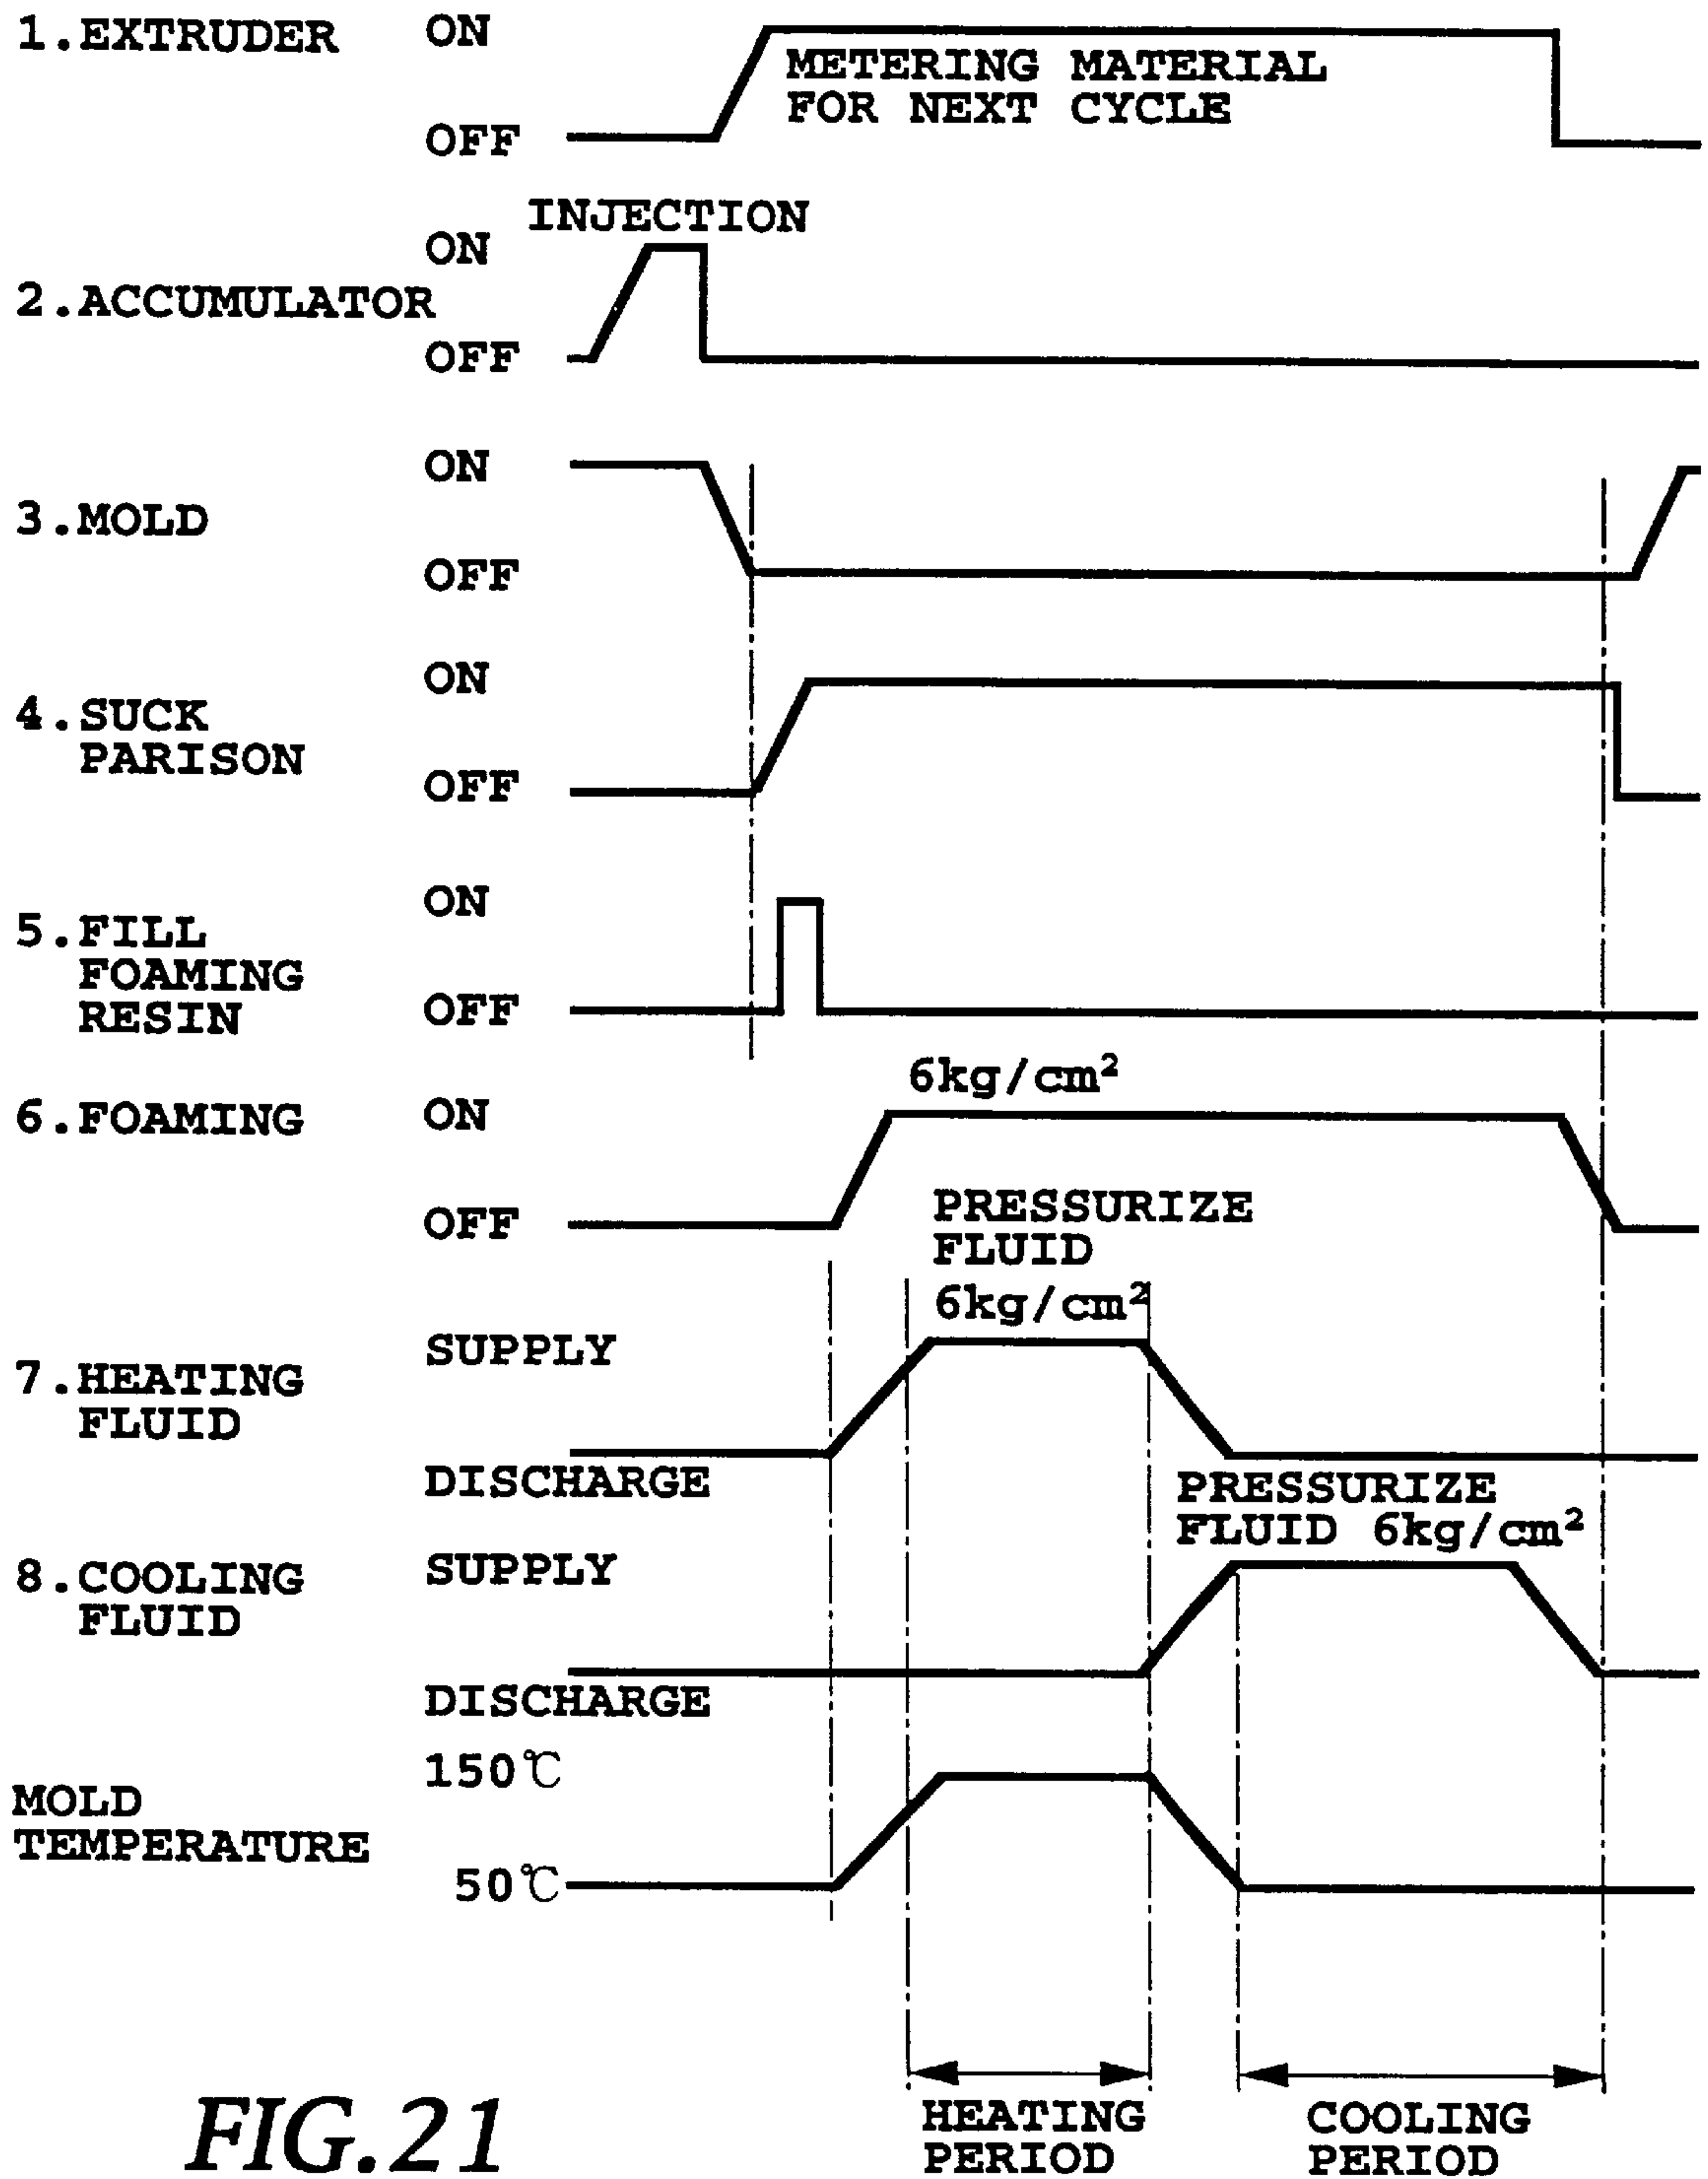 1.EXTRUDER
ON
METERING MATERIAL
FOR NEXT CYCLE
OFF
INJECTION
ON
2.ACCUMULATOR
OFF
ON
3.MOLD
OFF
ON
4.SUCK
PARISON
OFF
ON
5.FILL
FOAMING
RESIN
OFF
6kg/cm²
6.FOAMING
ON
OFF
PRESSURIZE
FLUID
6kg/cm²
SUPPLY
7.HEATING
FLUID
DISCHARGE
PRESSURIZE
FLUID 6kg/cm²
SUPPLY
8.COOLING
FLUID
DISCHARGE
150℃
MOLD
TEMPERATURE
50℃
HEATING
PERIOD
COOLING
PERIOD
FIG.21